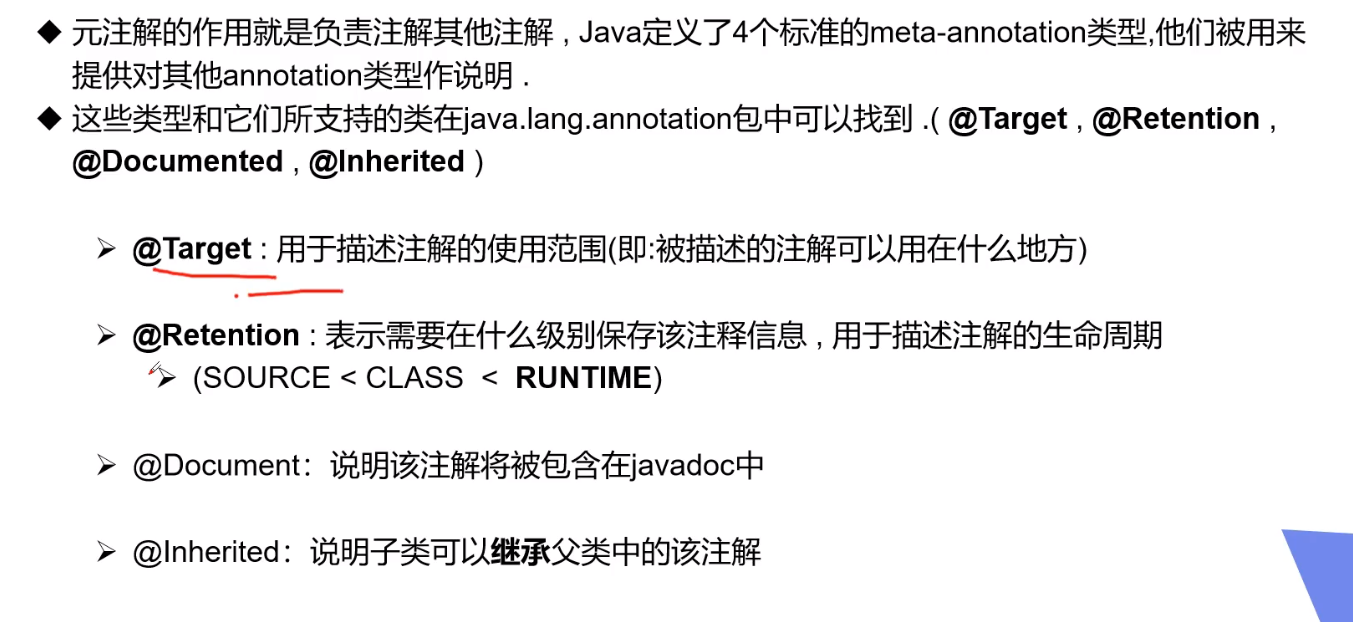 ◆ 元注解的作用就是负责注解其他注解 , Java定义了4个标准的meta-annotation类型,他们被用来
提供对其他annotation类型作说明 .
◆ 这些类型和它们所支持的类在java.lang.annotation包中可以找到 .( @Target , @Retention ,
@Documented , @Inherited )
➢ @Target : 用于描述注解的使用范围(即:被描述的注解可以用在什么地方)
➢ @Retention : 表示需要在什么级别保存该注释信息 , 用于描述注解的生命周期
➢ (SOURCE < CLASS < RUNTIME)
➢ @Document：说明该注解将被包含在javadoc中
➢ @Inherited：说明子类可以继承父类中的该注解